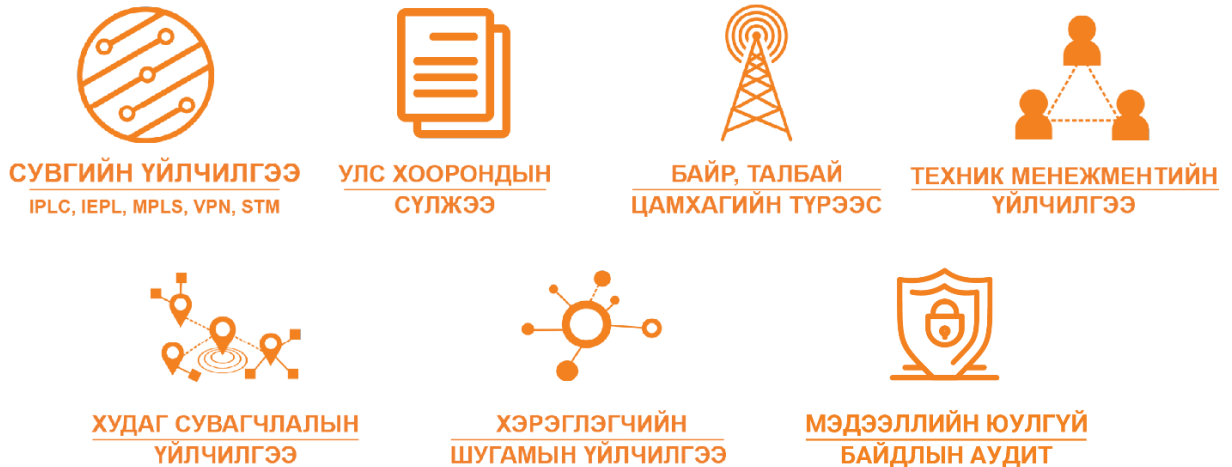 СУВГИЙН ҮЙЛЧИЛГЭЭ
IPLC, IEPL, MPLS, VPN, STM
УЛС ХООРОНДЫН
СҮЛЖЭЭ
БАЙР, ТАЛБАЙ
ЦАМХАГИЙН ТҮРЭЭС
ТЕХНИК МЕНЕЖМЕНТИЙН
ҮЙЛЧИЛГЭЭ
ХУДАГ СУВАГЧЛАЛЫН
ҮЙЛЧИЛГЭЭ
ХЭРЭГЛЭГЧИЙН
ШУГАМЫН ҮЙЛЧИЛГЭЭ
МЭДЭЭЛЛИЙН ЮУЛГҮЙ
БАЙДЛЫН АУДИТ